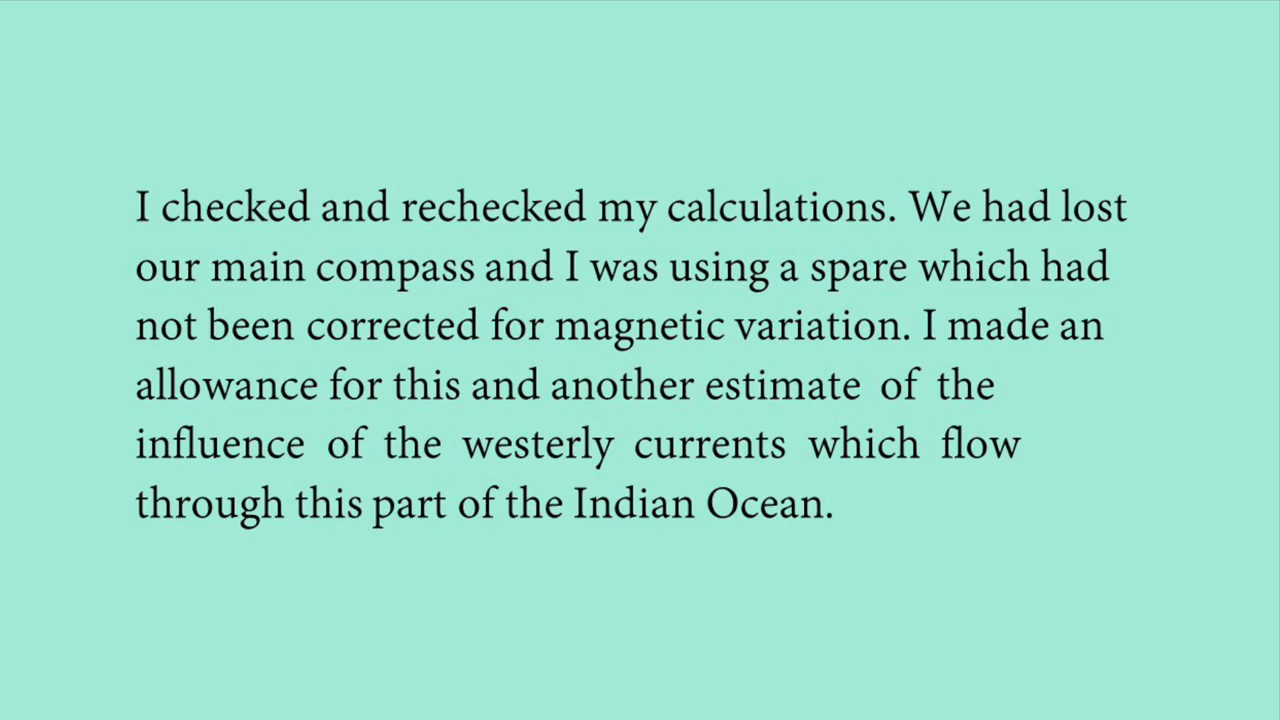 I checked and rechecked my calculations. We had lost
our main compass and I was using a spare which had
not been corrected for magnetic variation. I made an
allowance for this and another estimate of the
influence of the westerly currents which flow
through this part of the Indian Ocean.